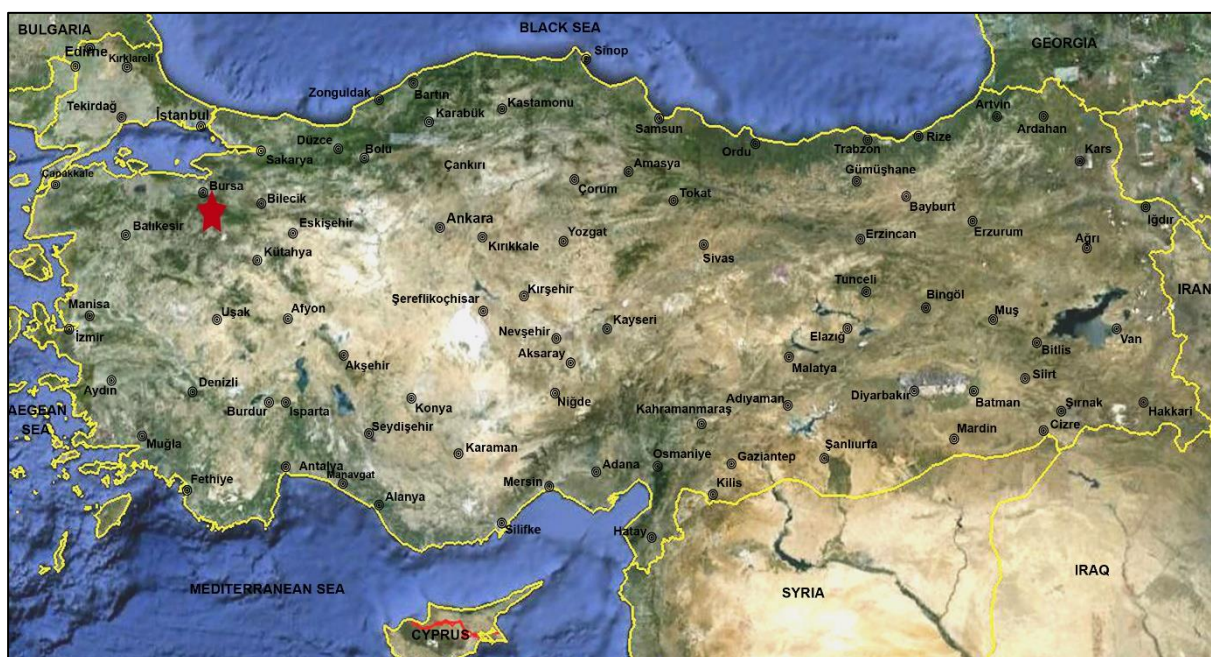 BULGARIA
BLACK SEA
GEORGIA
Edirne
Kırklareli
Sinop
Tekirdağ
İstanbul
Zonguldak
Bartın
Karabük
Kastamonu
Samsun
Artvin
Ardahan
Düzce
Bolu
Sakarya
Ordu
Trabzon
Rize
Kars
Çankırı
Amasya
Çorum
Gümüşhane
Çapakkale
Bursa
Bilecik
Tokat
Bayburt
Iğdır
Balıkesir
Eskişehir
Ankara
Kırıkkale
Yozgat
Sivas
Erzincan
Erzurum
Ağrı
Kütahya
IRAN
Tunceli
Manisa
Şereflikoçhisar
Kırşehir
Bingöl
İzmir
Uşak
Afyon
Nevşehir
Kayseri
Elazığ
Muş
Van
Akşehir
Aksaray
Malatya
Bitlis
Siirt
Aydın
Denizli
Burdur
Isparta
Konya
Niğde
Kahramanmaraş
Adıyaman
Diyarbakır
Batman
Şırnak
Hakkari
AEGEAN
SEA
Muğla
Seydişehir
Karaman
Mardin
Cizre
Antalya
Manavgat
Fethiye
Alanya
Mersin
Adana
Osmaniye
Gaziantep
Şanlıurfa
Kilis
Silifke
Hatay
MEDITERRANEAN SEA
CYPRUS
SYRIA
IRAQ